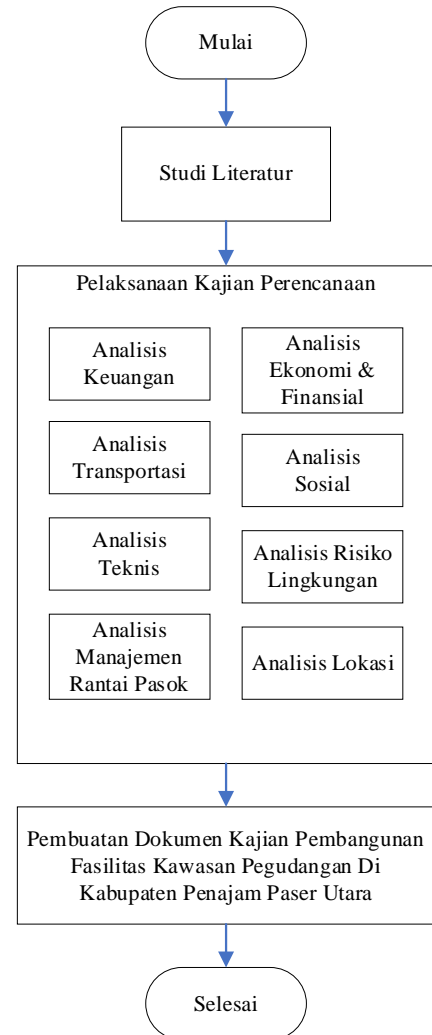 Mulai
Studi Literatur
Pelaksanaan Kajian Perencanaan
Analisis
Keuangan
Analisis
Ekonomi &
Finansial
Analisis
Transportasi
Analisis
Sosial
Analisis
Teknis
Analisis Risiko
Lingkungan
Analisis
Manajemen
Rantai Pasok
Analisis Lokasi
Pembuatan Dokumen Kajian Pembangunan
Fasilitas Kawasan Pegudangan Di
Kabupaten Penajam Paser Utara
Selesai